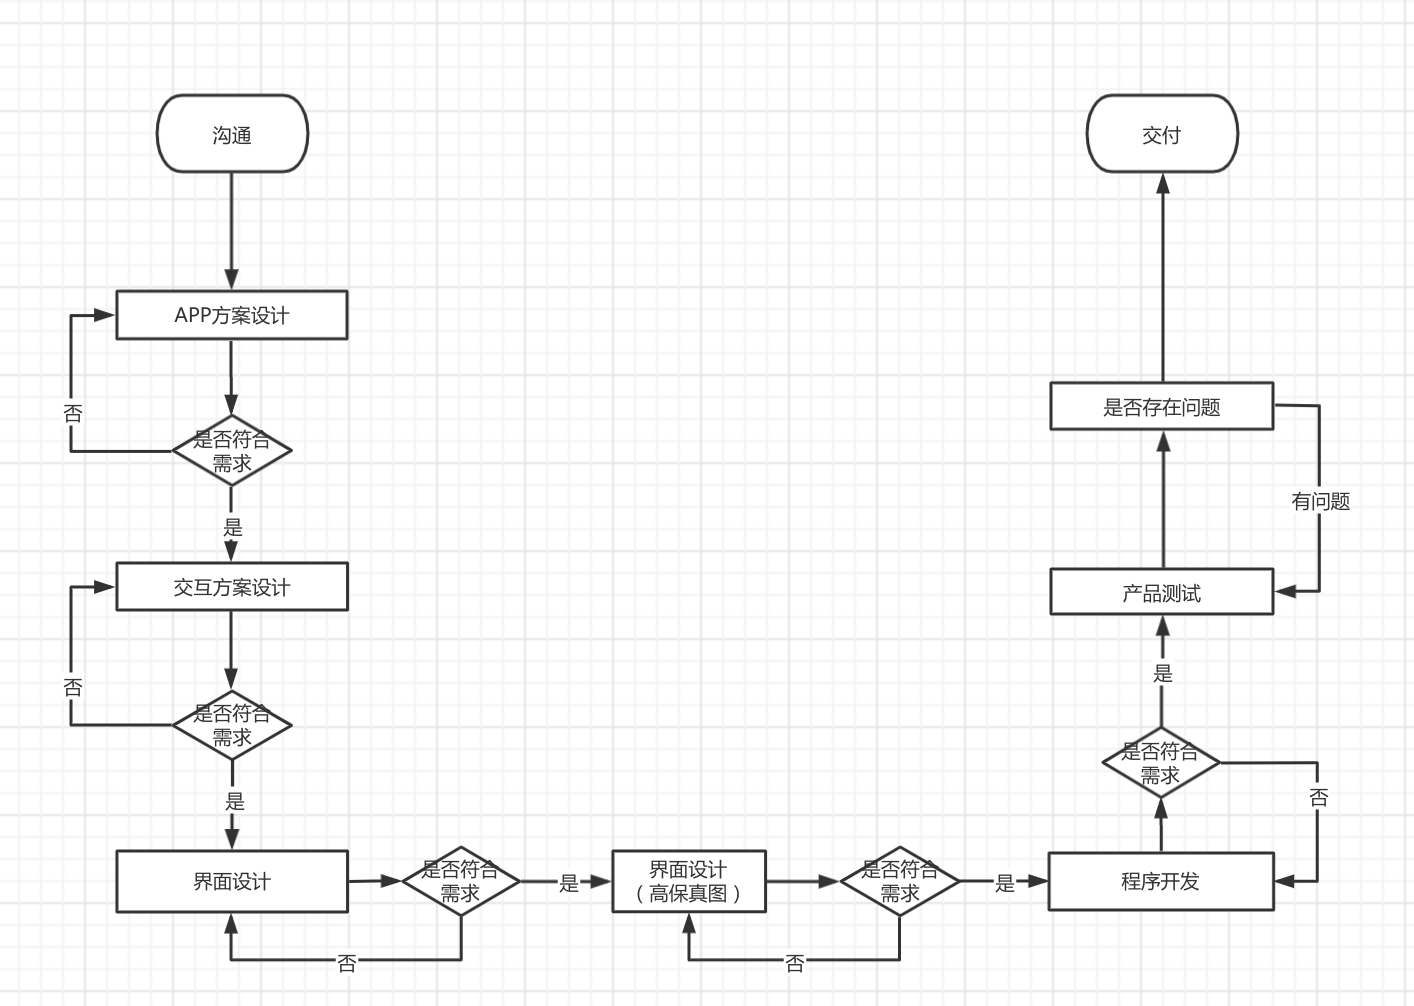 沟通
APP方案设计
否
是否符合
需求
是
交互方案设计
否
是否符合
需求
是
界面设计
是否符合
需求
否
是
界面设计
（高保真图）
是否符合
需求
否
是
程序开发
是否符合
需求
否
是
产品测试
有问题
是否存在问题
交付